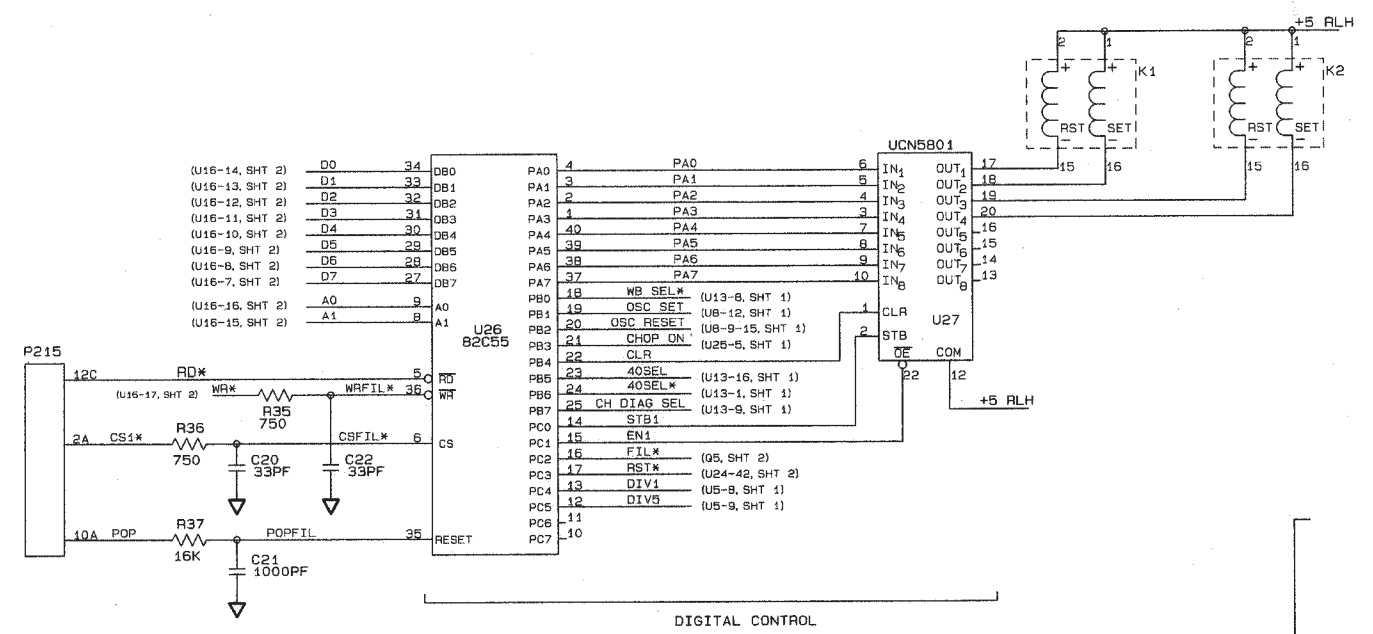 +5 RLH
2 1 2 1
+ + K1 + + K2
RST SET RST SET
- - - -
15 16 15 16
UCN5801
(U16-14, SHT 2) D0 34 DB0 PA0 4 PA0 6 IN1 OUT1 17
(U16-13, SHT 2) D1 33 DB1 PA1 3 PA1 5 IN2 OUT2 18
(U16-12, SHT 2) D2 32 DB2 PA2 2 PA2 4 IN3 OUT3 19
(U16-11, SHT 2) D3 31 DB3 PA3 1 PA3 3 IN4 OUT4 20
(U16-10, SHT 2) D4 30 DB4 PA4 40 PA4 7 IN5 OUT5 16
(U16-9, SHT 2) D5 29 DB5 PA5 39 PA5 8 IN6 OUT6 15
(U16-8, SHT 2) D6 28 DB6 PA6 38 PA6 9 IN7 OUT7 14
(U16-7, SHT 2) D7 27 DB7 PA7 37 PA7 10 IN8 OUT8 13
PB0 18 WB SEL* (U13-8, SHT 1)
(U16-16, SHT 2) A0 9 A0 PB1 19 OSC SET (U8-12, SHT 1) 1 CLR
(U16-15, SHT 2) A1 8 A1 PB2 20 OSC RESET (U8-9-15, SHT 1) U27
U26
82C55
PB3 21 CHOP ON (U25-5, SHT 1) 2 STB
PB4 22 CLR OE COM
P215
12C RD* 5 RD PB5 23 40SEL (U13-16, SHT 1) 22 12
(U16-17, SHT 2) WR* WRFIL* 36 WR PB6 24 40SEL* (U13-1, SHT 1)
R35
750
PB7 25 CH DIAG SEL (U13-9, SHT 1) +5 RLH
PC0 14 STB1
2A CS1* R36 CSFIL* 6 CS PC1 15 EN1
750
C20
33PF
C22
33PF
PC2 16 FIL* (Q5, SHT 2)
PC3 17 RST* (U24-42, SHT 2)
PC4 13 DIV1 (U5-8, SHT 1)
PC5 12 DIV5 (U5-9, SHT 1)
PC6 11
10A POP R37 POPFIL 35 RESET PC7 10
16K
C21
1000PF
DIGITAL CONTROL